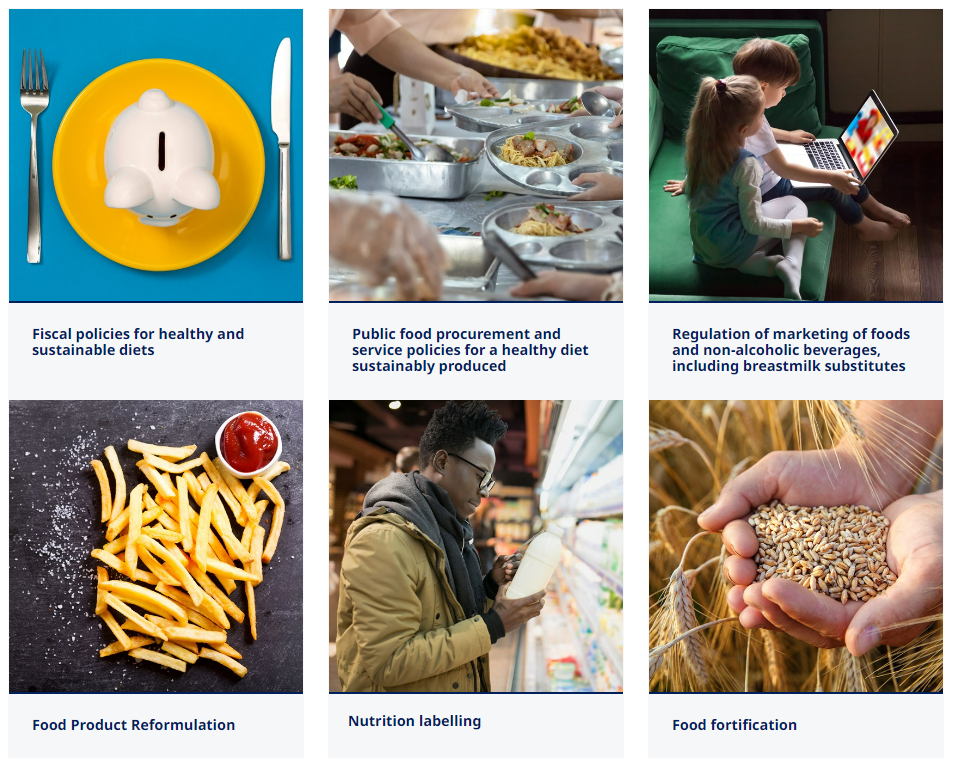 Fiscal policies for healthy and
sustainable diets
Public food procurement and
service policies for a healthy diet
sustainably produced
Regulation of marketing of foods
and non-alcoholic beverages,
including breastmilk substitutes
Food Product Reformulation
Nutrition labelling
Food fortification